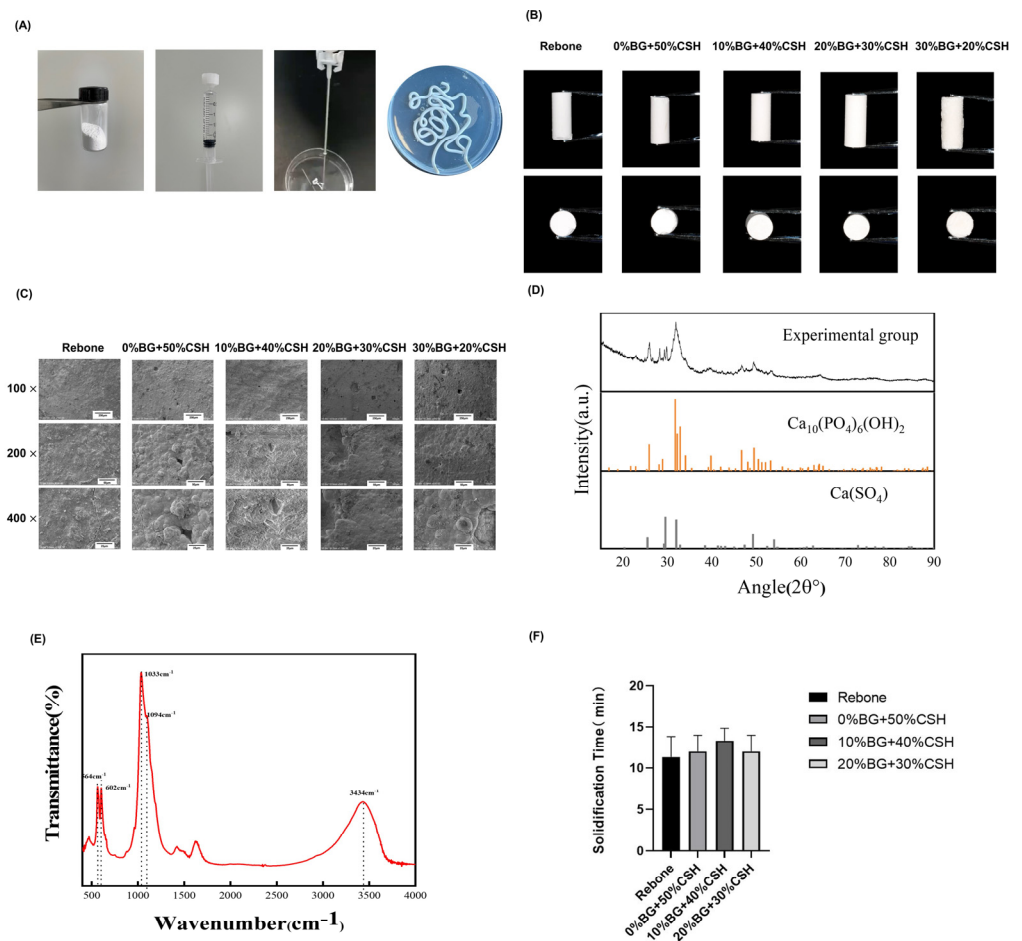 (A)
(B)
Rebone 0%BG+50%CSH 10%BG+40%CSH 20%BG+30%CSH 30%BG+20%CSH
(C)
Rebone 0%BG+50%CSH 10%BG+40%CSH 20%BG+30%CSH 30%BG+20%CSH
100 ×
200 ×
400 ×
(D)
Experimental group
Ca10(PO4)6(OH)2
Ca(SO4)
Intensity(a.u.)
20 30 40 50 60 70 80 90
Angle(2θ°)
(E)
1033cm-1
1094cm-1
564cm-1
602cm-1
3434cm-1
Transmittance(%)
500 1000 1500 2000 2500 3000 3500 4000
Wavenumber(cm-1)
(F)
Solidification Time( min)
20
15
10
5
0
Rebone
0%BG+50%CSH
10%BG+40%CSH
20%BG+30%CSH
Rebone
0%BG+50%CSH
10%BG+40%CSH
20%BG+30%CSH